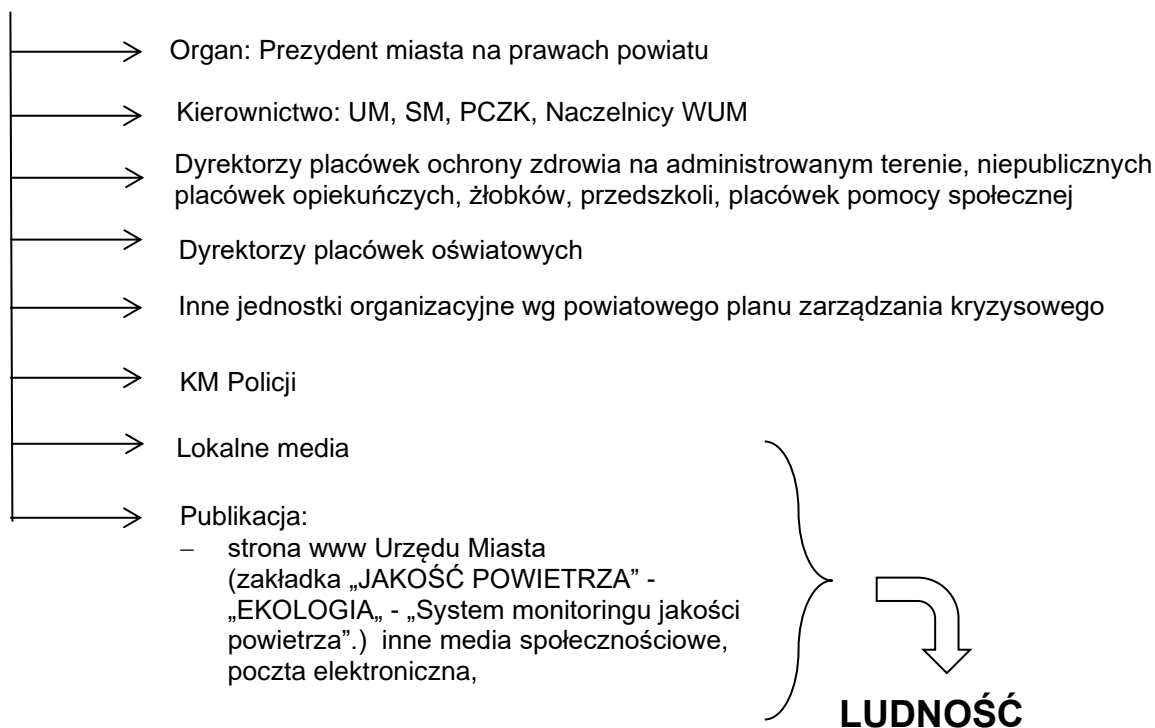 Organ: Prezydent miasta na prawach powiatu
Kierownictwo: UM, SM, PCZK, Naczelnicy WUM
Dyrektorzy placówek ochrony zdrowia na administrowanym terenie, niepublicznych
placówek opiekuńczych, żłobków, przedszkoli, placówek pomocy społecznej
Dyrektorzy placówek oświatowych
Inne jednostki organizacyjne wg powiatowego planu zarządzania kryzysowego
KM Policji
Lokalne media
Publikacja:
− strona www Urzędu Miasta
(zakładka „JAKOŚĆ POWIETRZA” -
„EKOLOGIA„ - „System monitoringu jakości
powietrza”.) inne media społecznościowe,
poczta elektroniczna,
LUDNOŚĆ